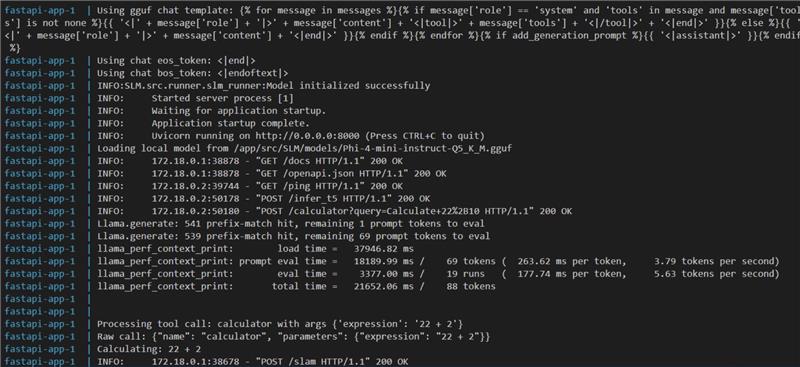 fastapi-app-1  | Using gguf chat template: {% for message in messages %}{% if message['role'] == 'system' and 'tools' in message and message['tool
s'] is not none %}{{ '<|' + message['role'] + '|>' + message['content'] + '<|tool|>' + message['tools'] + '<|/tool|>' + '<|end|>' }}{% else %}{{ '
<|' + message['role'] + '|>' + message['content'] + '<|end|>' }}{% endif %}{% endfor %}{% if add_generation_prompt %}{{ '<|assistant|>' }}{% endif
 %}
fastapi-app-1  | Using chat eos_token: <|end|>
fastapi-app-1  | Using chat bos_token: <|endoftext|>
fastapi-app-1  | INFO:SLM.src.runner.slm_runner:Model initialized successfully
fastapi-app-1  | INFO:     Started server process [1]
fastapi-app-1  | INFO:     Waiting for application startup.
fastapi-app-1  | INFO:     Application startup complete.
fastapi-app-1  | INFO:     Uvicorn running on http://0.0.0.0:8000 (Press CTRL+C to quit)
fastapi-app-1  | Loading local model from /app/src/SLM/models/Phi-4-mini-instruct-Q5_K_M.gguf
fastapi-app-1  | INFO:     172.18.0.1:38878 - "GET /docs HTTP/1.1" 200 OK
fastapi-app-1  | INFO:     172.18.0.1:38878 - "GET /openapi.json HTTP/1.1" 200 OK
fastapi-app-1  | INFO:     172.18.0.2:39744 - "GET /ping HTTP/1.1" 200 OK
fastapi-app-1  | INFO:     172.18.0.2:50178 - "POST /infer_t5 HTTP/1.1" 200 OK
fastapi-app-1  | INFO:     172.18.0.2:50180 - "POST /calculator?query=Calculate+22%2B10 HTTP/1.1" 200 OK
fastapi-app-1  | Llama.generate: 541 prefix-match hit, remaining 1 prompt tokens to eval
fastapi-app-1  | Llama.generate: 539 prefix-match hit, remaining 69 prompt tokens to eval
fastapi-app-1  | llama_perf_context_print:        load time =   37946.82 ms
fastapi-app-1  | llama_perf_context_print: prompt eval time =   18189.99 ms /    69 tokens (  263.62 ms per token,     3.79 tokens per second)
fastapi-app-1  | llama_perf_context_print:        eval time =    3377.00 ms /    19 runs   (  177.74 ms per token,     5.63 tokens per second)
fastapi-app-1  | llama_perf_context_print:       total time =   21652.06 ms /    88 tokens
fastapi-app-1  |
fastapi-app-1  |
fastapi-app-1  | Processing tool call: calculator with args {'expression': '22 + 2'}
fastapi-app-1  | Raw call: {"name": "calculator", "parameters": {"expression": "22 + 2"}}
fastapi-app-1  | Calculating: 22 + 2
fastapi-app-1  | INFO:     172.18.0.1:38678 - "POST /slam HTTP/1.1" 200 OK